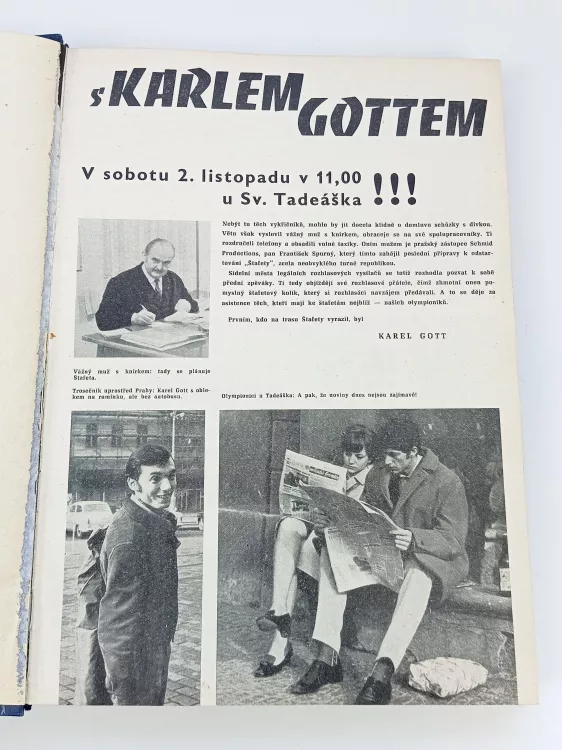 s KARLEM
GOTTEM
V sobotu 2. listopadu v 11,00
u Sv. Tadeáška !!!
Nebýt tu těch vykřičníků, mohlo by jít docela klidně o domluvu schůzky s dívkou.
Větu však vyslovil vážný muž s knírkem, obraceje se na své spolupracovníky. Ti
rozdrnčeli telefony a obsadili volné taxíky. Oním mužem je pražský zástupce Schmid
Productions, pan František Spurný, který tímto zahájil poslední přípravy k odstar-
tování „Štafety", zcela neobvyklého turné republikou.
Sídelní města legálních rozhlasových vysílačů se totiž rozhodla pozvat k sobě
přední zpěváky. Ti tedy objíždějí své rozhlasové přátele, čímž zhmotní onen po-
myslný štafetový kolík, který si rozhlasáci navzájem předávali. A to se děje za
asistence těch, kteří mají ke štafetám nejblíž — našich olympioniků.
Prvním, kdo na trasu Štafety vyrazil, byl
KAREL GOTT
Vážný muž s knírkem: tady se plánuje
Štafeta.
Trosečník uprostřed Prahy: Karel Gott s oble-
kem na ramínku, ale bez autobusu.
Olympionici u Tadeáška: A pak, že noviny dnes nejsou zajímavé!